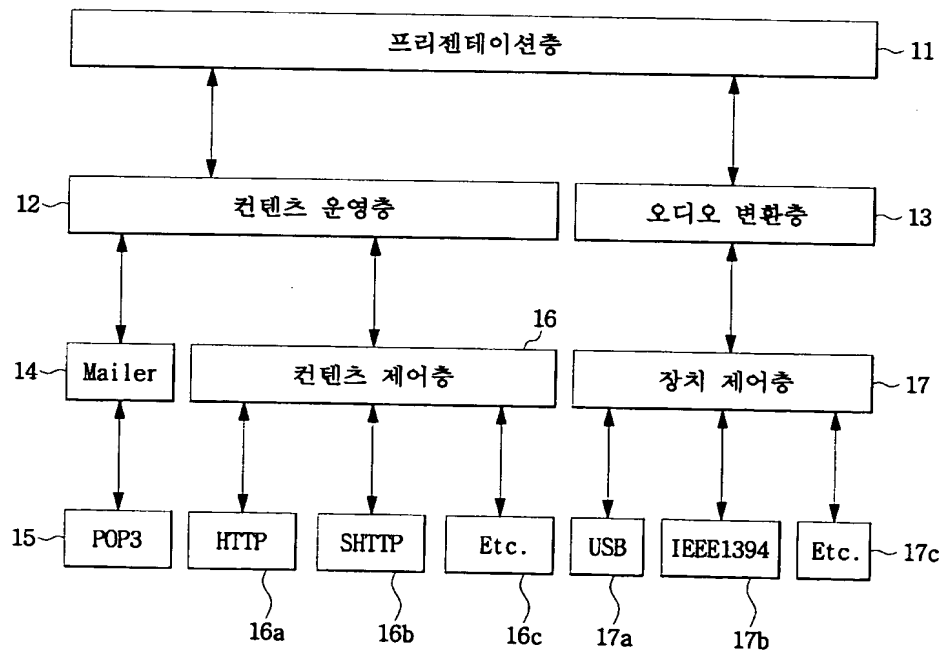 프리젠테이션층
11
12
컨텐츠 운영층
오디오 변환층
13
16
14
Mailer
컨텐츠 제어층
장치 제어층
17
15
POP3
HTTP
SHTTP
Etc.
USB
IEEE1394
Etc.
17c
16a
16b
16c
17a
17b